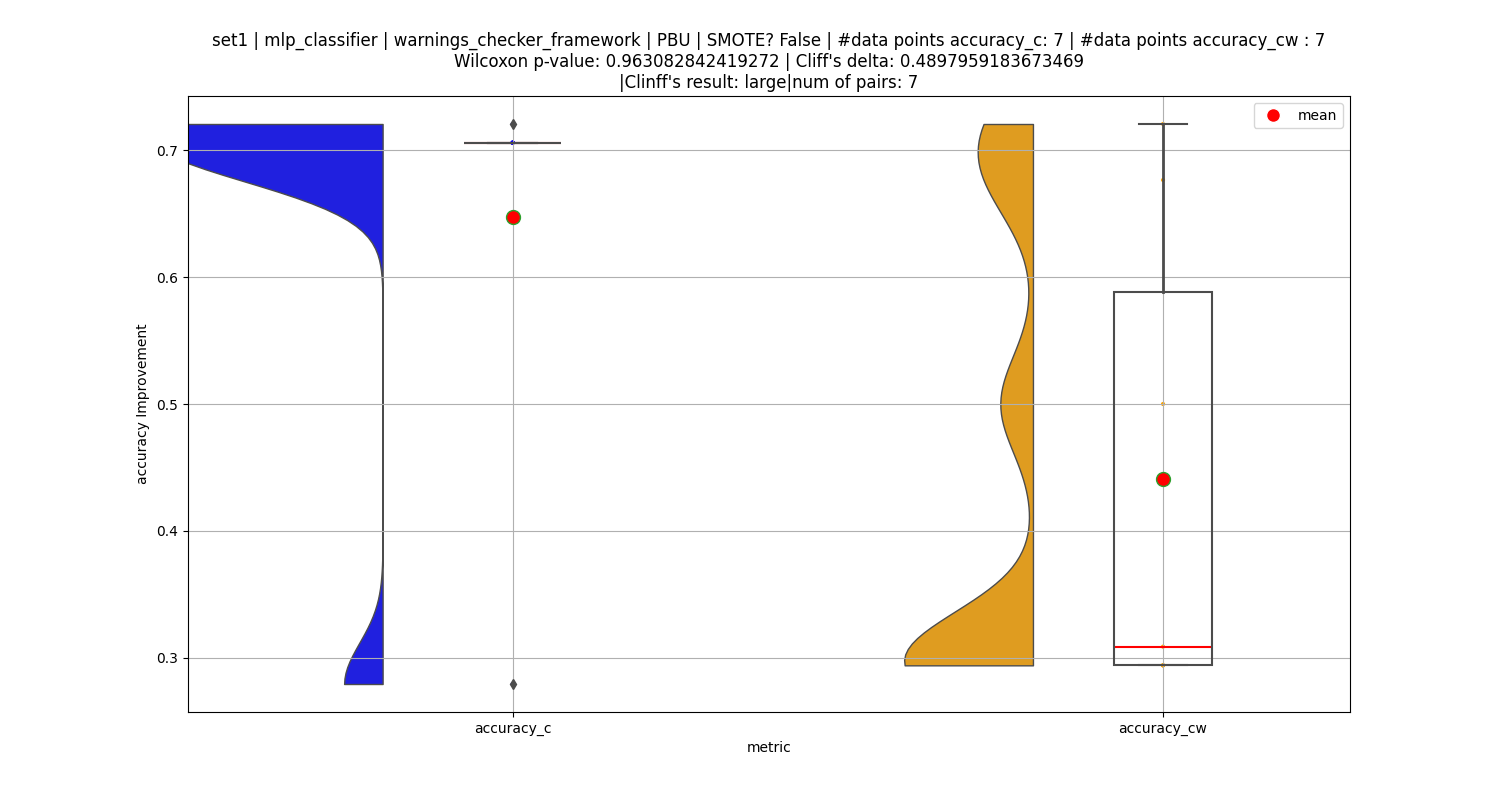 set1 | mlp_classifier | warnings_checker_framework | PBU | SMOTE? False | #data points accuracy_c: 7 | #data points accuracy_cw : 7
Wilcoxon p-value: 0.963082842419272 | Cliff's delta: 0.4897959183673469
|Clinff's result: large|num of pairs: 7
mean
0.7
0.6
0.5
0.4
0.3
accuracy Improvement
accuracy_c
accuracy_cw
metric